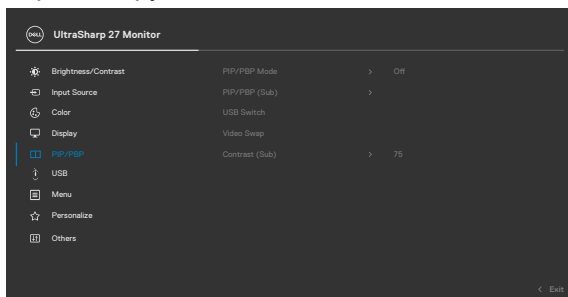 DELL UltraSharp 27 Monitor
Brightness/Contrast PIP/PBP Mode > Off
Input Source PIP/PBP (Sub) >
Color USB Switch
Display Video Swap
PIP/PBP Contrast (Sub) > 75
USB
Menu
Personalize
Others
< Exit